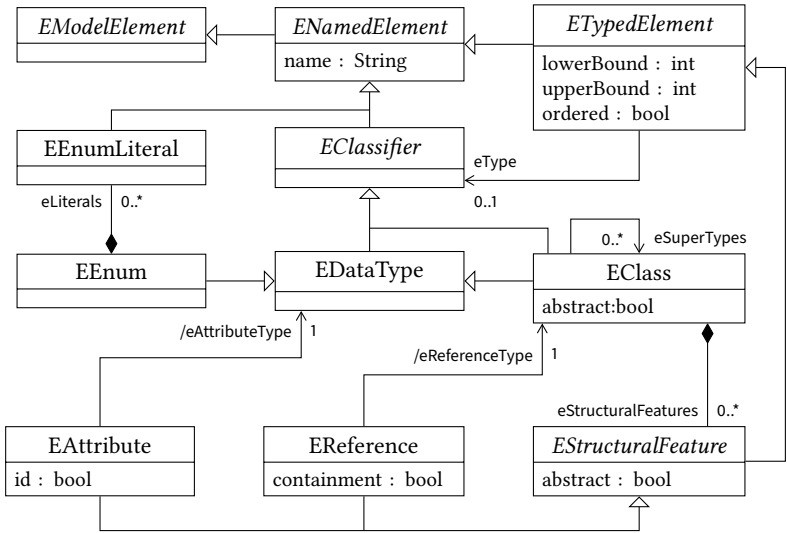 EModelElement
ENamedElement
name : String
ETypedElement
lowerBound : int
upperBound : int
ordered : bool
EEnumLiteral
EClassifier
eType
0..1
eLiterals 0..*
0..* eSuperTypes
EEnum
EDataType
EClass
abstract:bool
/eAttributeType 1
/eReferenceType 1
eStructuralFeatures 0..*
EAttribute
id : bool
EReference
containment : bool
EStructuralFeature
abstract : bool